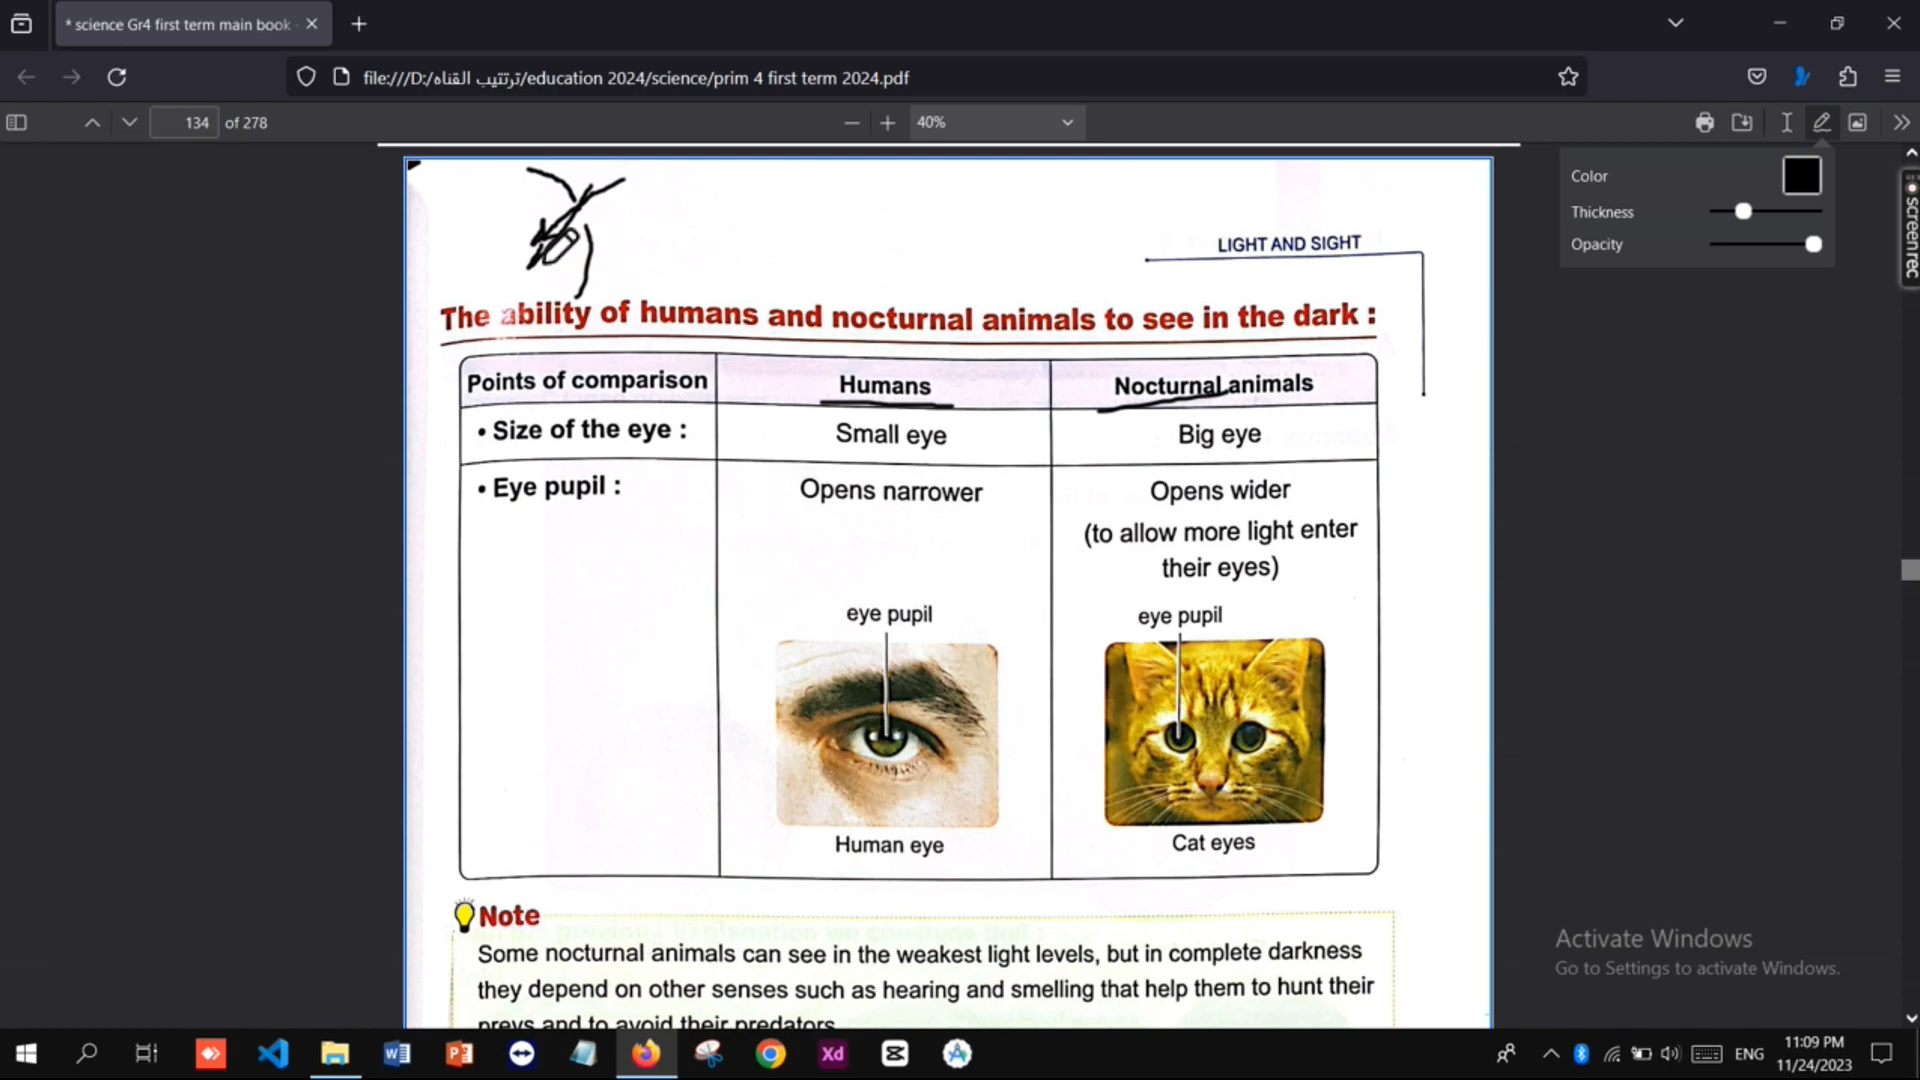 * science Gr4 first term main book
file:///D:/ترتتيب القناه/education 2024/science/prim 4 first term 2024.pdf
134 of 278
40%
Color
Thickness
Opacity
screenrec
LIGHT AND SIGHT
The ability of humans and nocturnal animals to see in the dark :
Points of comparison Humans Nocturnal animals
• Size of the eye : Small eye Big eye
• Eye pupil : Opens narrower Opens wider
(to allow more light enter
their eyes)
eye pupil eye pupil
Human eye Cat eyes
Note
Some nocturnal animals can see in the weakest light levels, but in complete darkness
they depend on other senses such as hearing and smelling that help them to hunt their
preys and to avoid their predators
Activate Windows
Go to Settings to activate Windows.
Xd
ENG
11:09 PM
11/24/2023